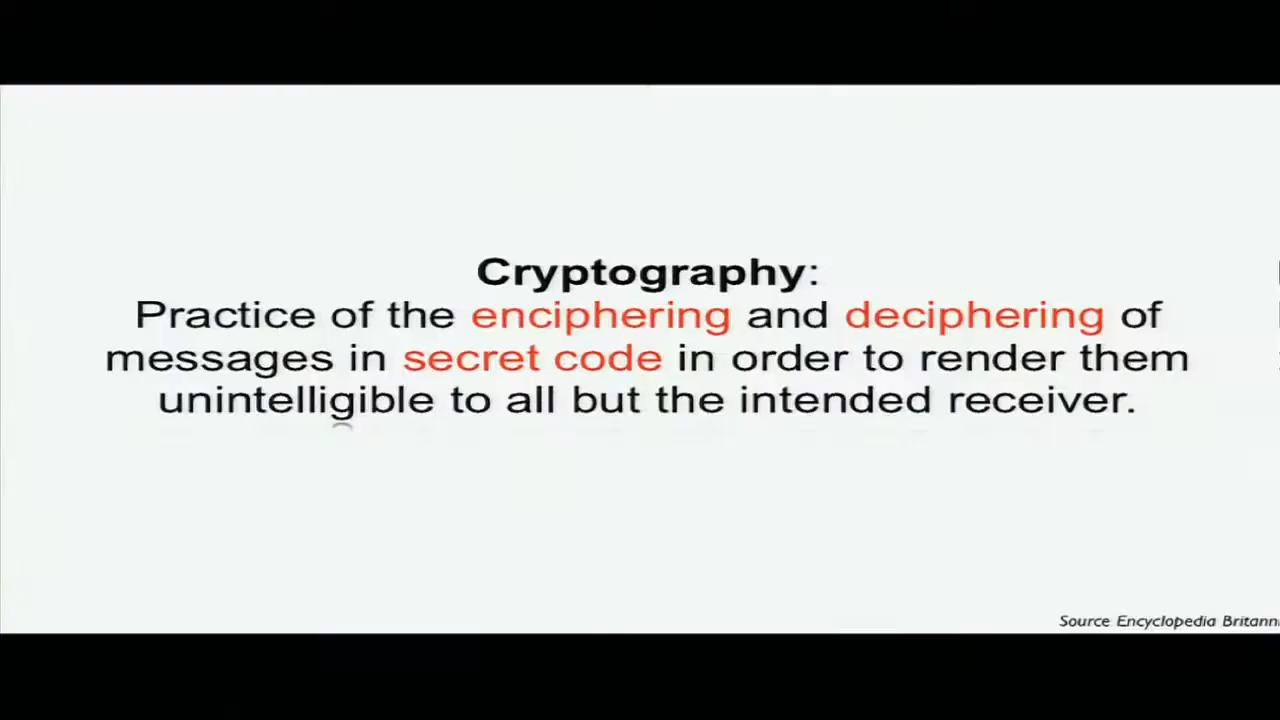 Cryptography:
Practice of the enciphering and deciphering of
messages in secret code in order to render them
unintelligible to all but the intended receiver.
Source Encyclopedia Britann